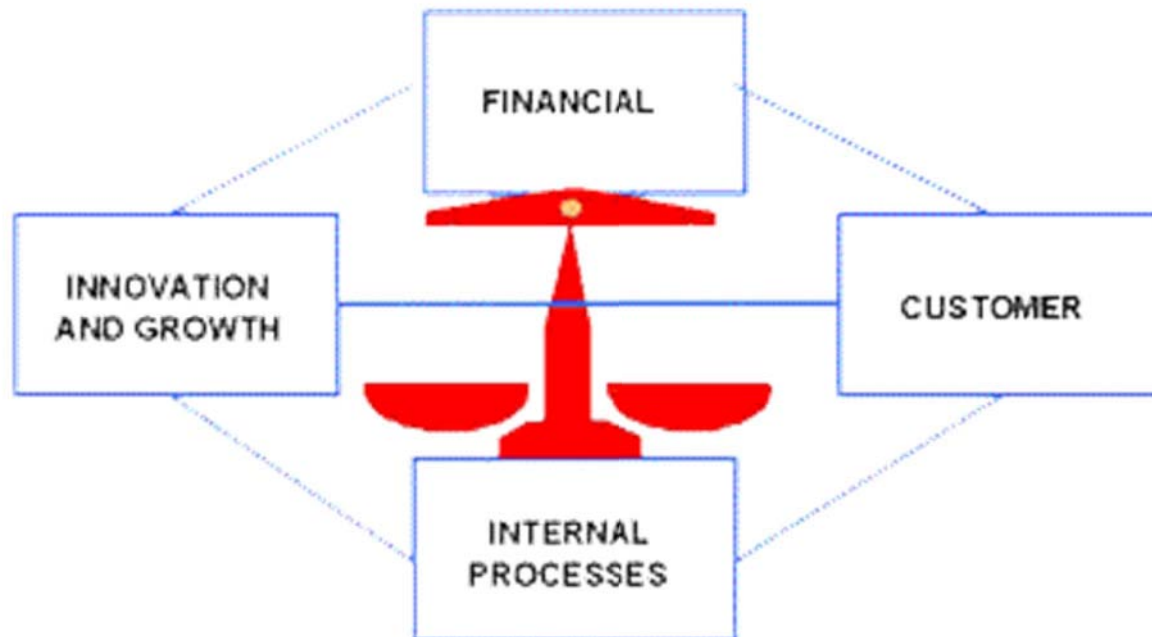 FINANCIAL
INNOVATION
AND GROWTH
CUSTOMER
INTERNAL
PROCESSES